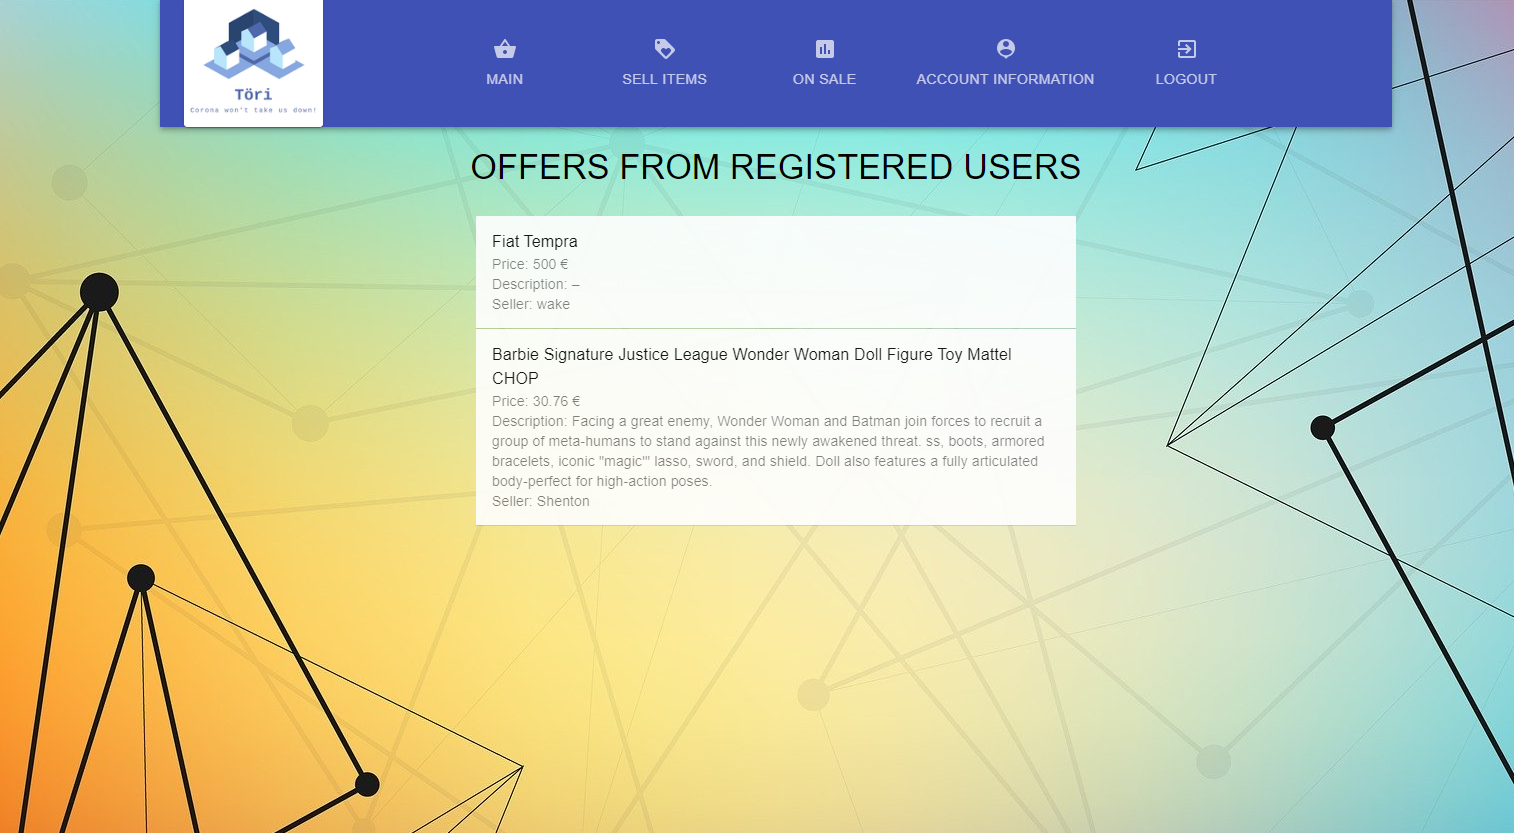 Töri
Corona won't take us down!
MAIN
SELL ITEMS
ON SALE
ACCOUNT INFORMATION
LOGOUT
OFFERS FROM REGISTERED USERS
Fiat Tempra
Price: 500 €
Description: –
Seller: wake
Barbie Signature Justice League Wonder Woman Doll Figure Toy Mattel
CHOP
Price: 30.76 €
Description: Facing a great enemy, Wonder Woman and Batman join forces to recruit a
group of meta-humans to stand against this newly awakened threat. ss, boots, armored
bracelets, iconic "magic'" lasso, sword, and shield. Doll also features a fully articulated
body-perfect for high-action poses.
Seller: Shenton